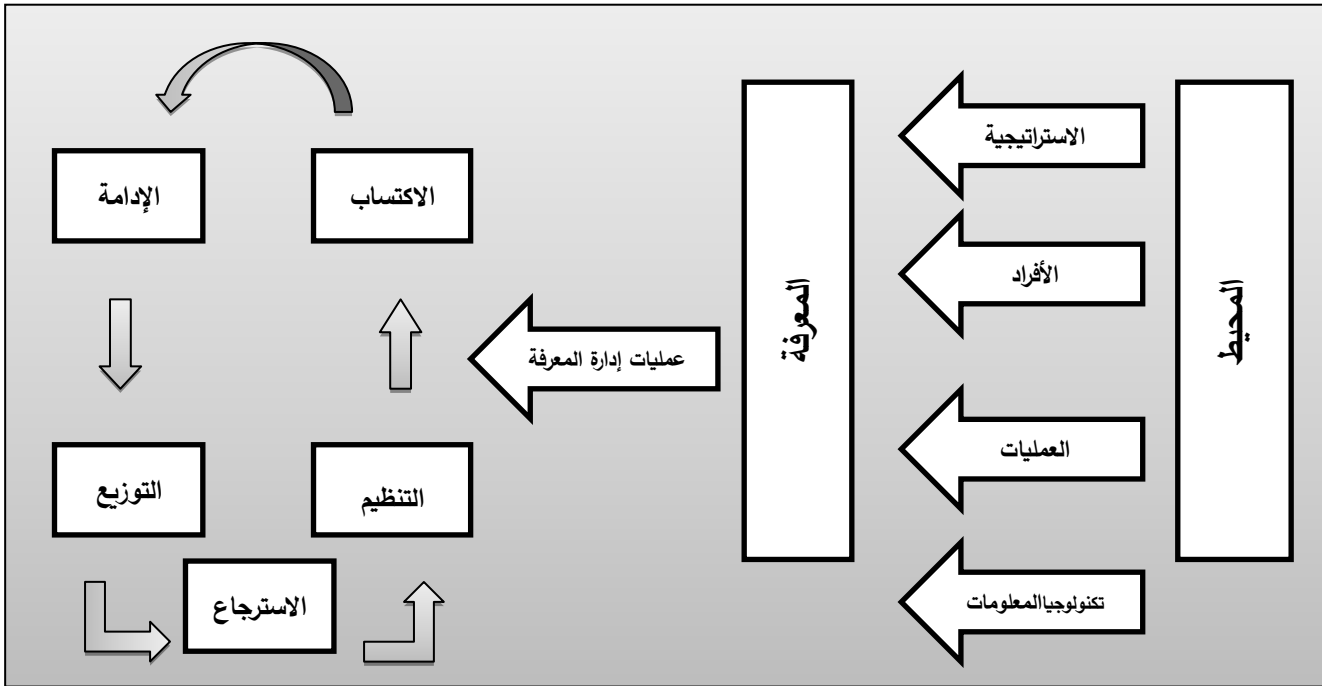 المحيط
الاستراتيجية
الأفراد
العمليات
تكنولوجياالمعلومات
المعرفة
عمليات إدارة المعرفة
الاكتساب
الإدامة
التنظيم
التوزيع
الاسترجاع